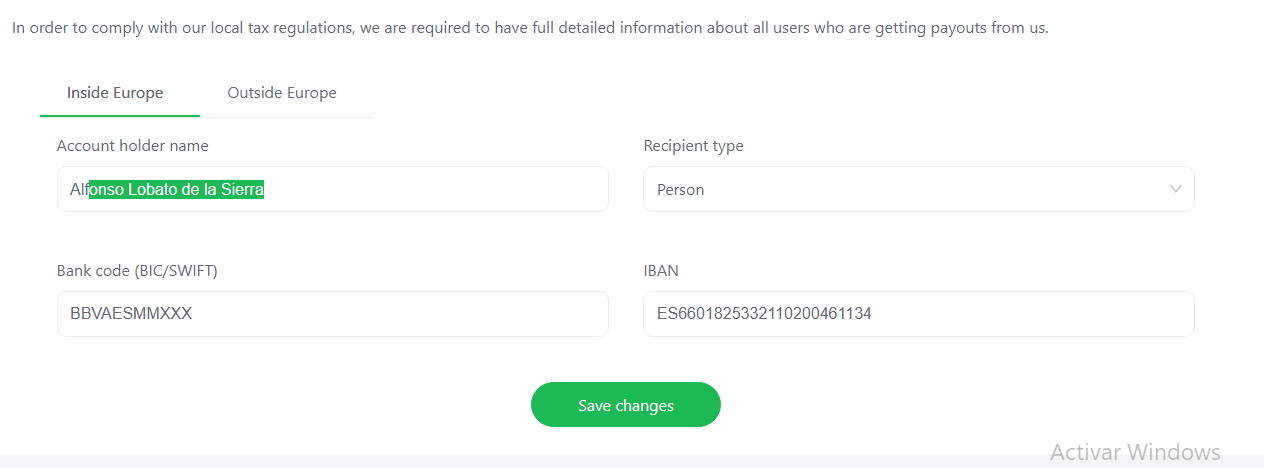 In order to comply with our local tax regulations, we are required to have full detailed information about all users who are getting payouts from us.
Inside Europe
Outside Europe
Account holder name
Recipient type
Alfonso Lobato de la Sierra
Person
Bank code (BIC/SWIFT)
IBAN
BBVAESMMXXX
ES6601825332110200461134
Save changes
Activar Windows